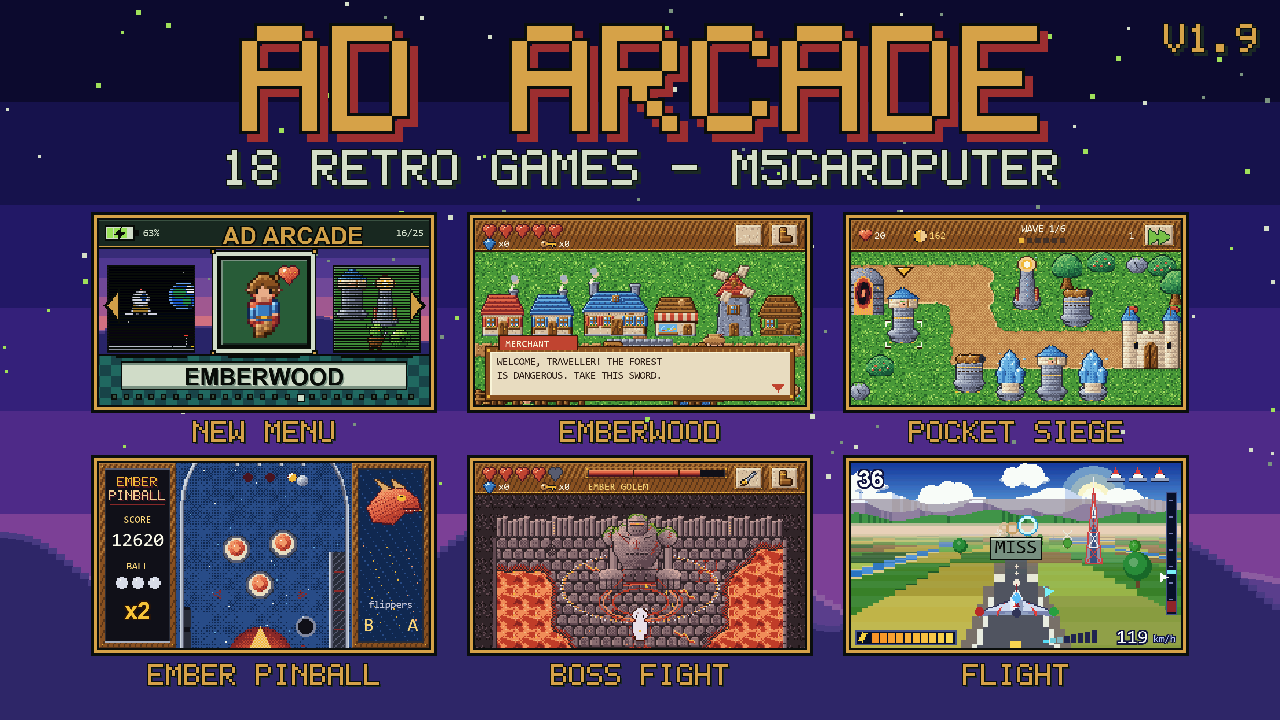 AD ARCADE
V1.9
18 RETRO GAMES - M5CARDPUTER
63%
AD ARCADE
16/25
EMBERWOOD
NEW MENU
x0
x0
MERCHANT
WELCOME, TRAVELLER! THE FOREST
IS DANGEROUS. TAKE THIS SWORD.
EMBERWOOD
20
162
WAVE 1/6
1
POCKET SIEGE
EMBER
PINBALL
SCORE
12620
BALL
x2
flippers
B A
EMBER PINBALL
x0
x0
EMBER GOLEM
BOSS FIGHT
36
MISS
119 km/h
FLIGHT